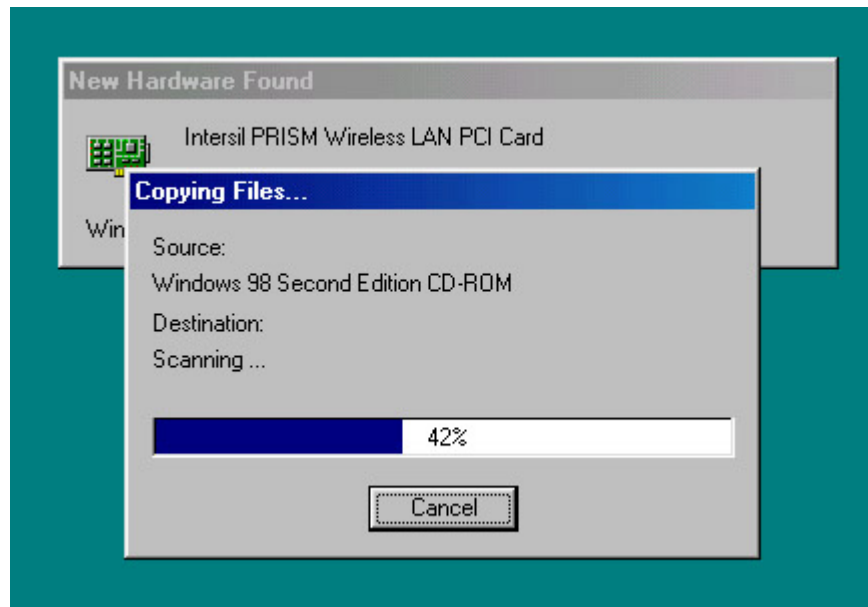 New Hardware Found
Intersil PRISM Wireless LAN PCI Card
Win
Copying Files...
Source:
Windows 98 Second Edition CD-ROM
Destination:
Scanning ...
42%
Cancel